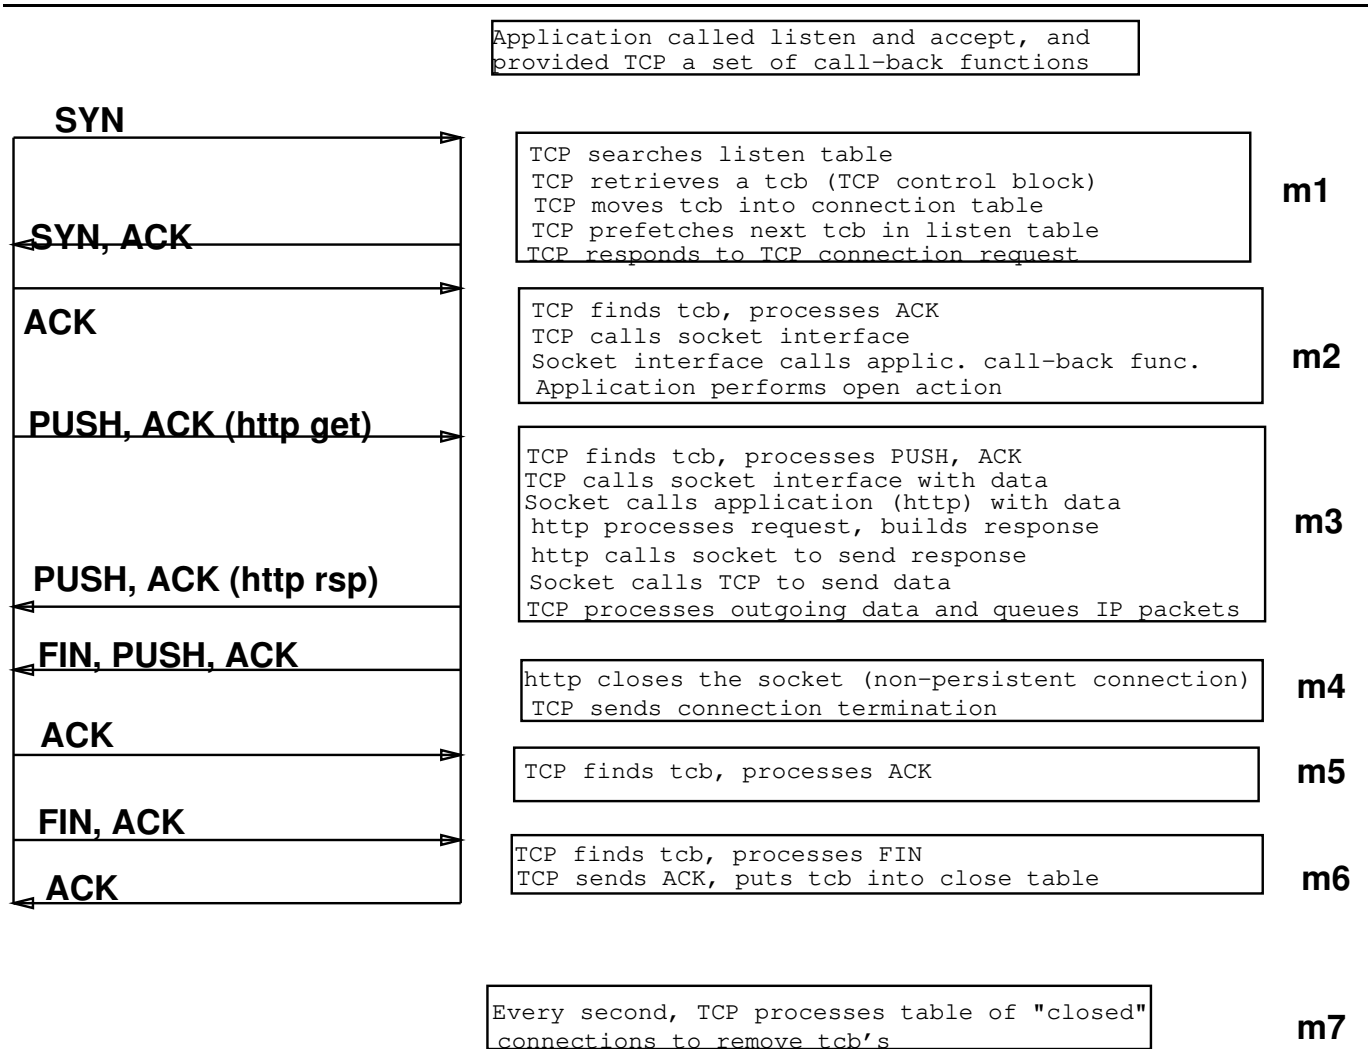 Application called listen and accept, and
provided TCP a set of call-back functions
SYN
TCP searches listen table
TCP retrieves a tcb (TCP control block)
TCP moves tcb into connection table
TCP prefetches next tcb in listen table
TCP responds to TCP connection request
m1
SYN, ACK
ACK
TCP finds tcb, processes ACK
TCP calls socket interface
Socket interface calls applic. call-back func.
Application performs open action
m2
PUSH, ACK (http get)
TCP finds tcb, processes PUSH, ACK
TCP calls socket interface with data
Socket calls application (http) with data
http processes request, builds response
http calls socket to send response
Socket calls TCP to send data
TCP processes outgoing data and queues IP packets
m3
PUSH, ACK (http rsp)
FIN, PUSH, ACK
http closes the socket (non-persistent connection)
TCP sends connection termination
m4
ACK
TCP finds tcb, processes ACK
m5
FIN, ACK
TCP finds tcb, processes FIN
TCP sends ACK, puts tcb into close table
m6
ACK
Every second, TCP processes table of "closed"
connections to remove tcb's
m7